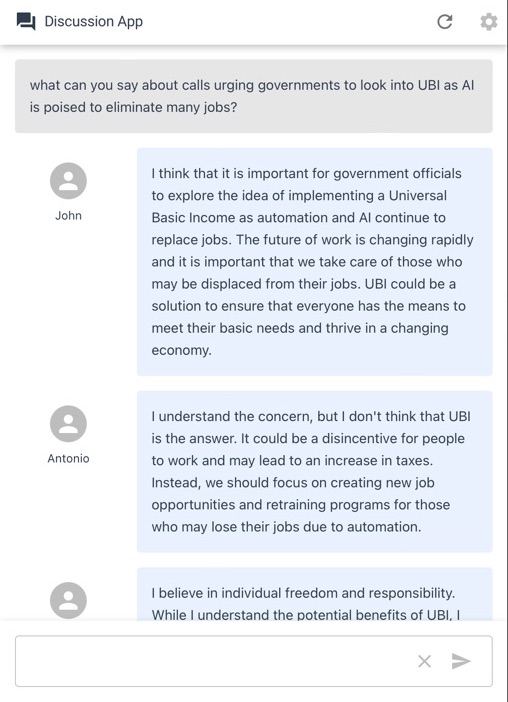 Discussion App
what can you say about calls urging governments to look into UBI as AI
is poised to eliminate many jobs?
I think that it is important for government officials
to explore the idea of implementing a Universal
Basic Income as automation and AI continue to
replace jobs. The future of work is changing rapidly
and it is important that we take care of those who
may be displaced from their jobs. UBI could be a
solution to ensure that everyone has the means to
meet their basic needs and thrive in a changing
economy.
John
I understand the concern, but I don't think that UBI
is the answer. It could be a disincentive for people
to work and may lead to an increase in taxes.
Instead, we should focus on creating new job
opportunities and retraining programs for those
who may lose their jobs due to automation.
Antonio
I believe in individual freedom and responsibility.
While I understand the potential benefits of UBI, I